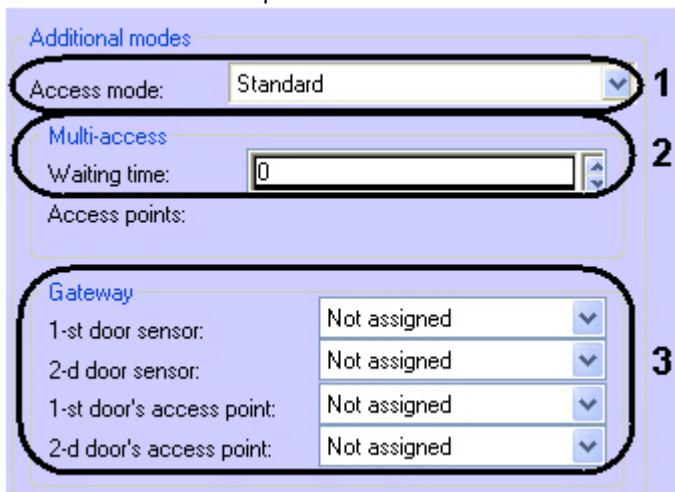 Additional modes
Access mode: Standard 1
Multi-access
Waiting time: 0 2
Access points:
Gateway
1-st door sensor: Not assigned
2-d door sensor: Not assigned 3
1-st door's access point: Not assigned
2-d door's access point: Not assigned